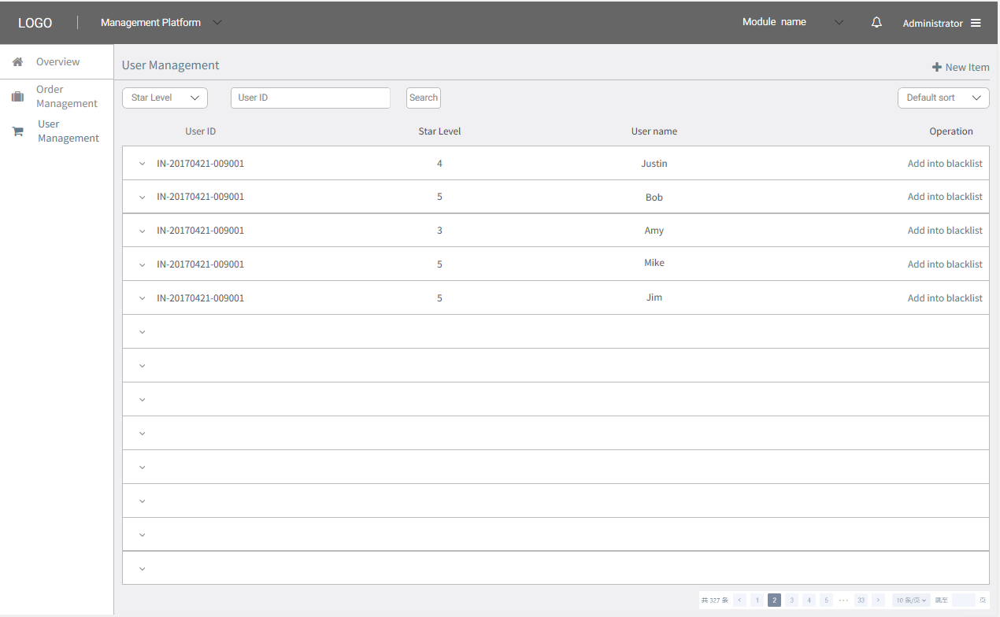 LOGO
Management Platform
Module name
Administrator
Overview
Order
Management
User
Management
User Management
New Item
Star Level
User ID
Search
Default sort
User ID Star Level User name Operation
IN-20170421-009001 4 Justin Add into blacklist
IN-20170421-009001 5 Bob Add into blacklist
IN-20170421-009001 3 Amy Add into blacklist
IN-20170421-009001 5 Mike Add into blacklist
IN-20170421-009001 5 Jim Add into blacklist
共 327 条 < 1 2 3 4 5 ··· 33 > 10 条/页 跳至 页